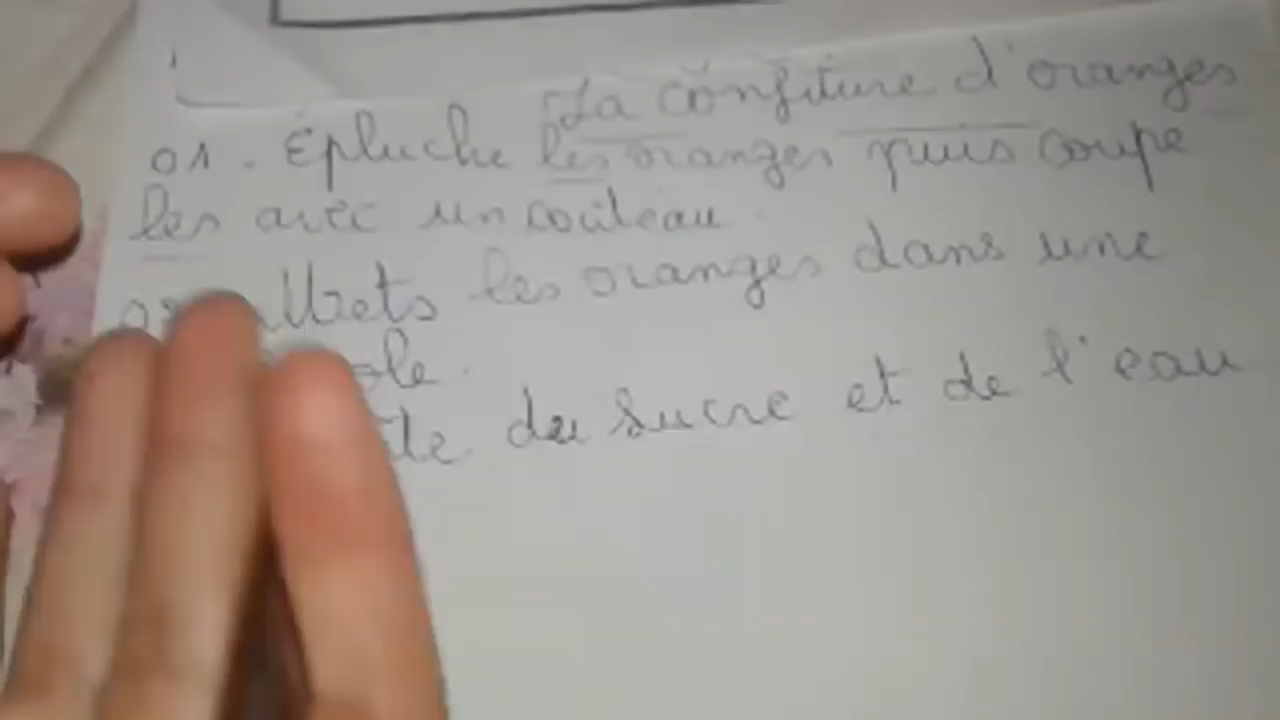 La confiture d'oranges
01. Épluche les oranges puis coupe
les avec un couteau.
Mets les oranges dans une
du sucre et de l'eau